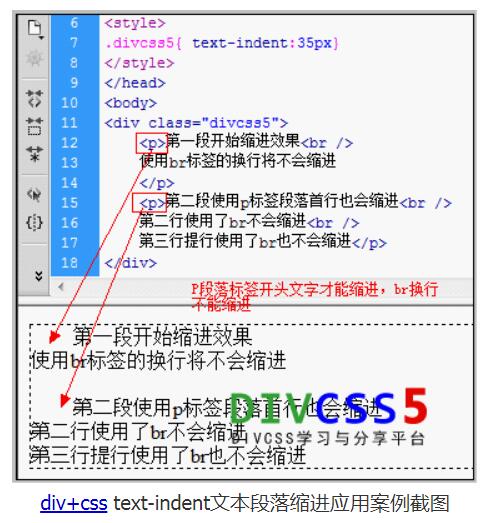 6 <style>
7 .divcss5{ text-indent:35px}
8 </style>
9 </head>
10 <body>
11 <div class="divcss5">
12 <p>第一段开始缩进效果<br />
13 使用br标签的换行将不会缩进
14 </p>
15 <p>第二段使用p标签段落首行也会缩进<br />
16 第二行使用了br不会缩进<br />
17 第三行提行使用了br也不会缩进</p>
18 </div>
P段落标签开头文字才能缩进，br换行
不能缩进
第一段开始缩进效果
使用br标签的换行将不会缩进
第二段使用p标签段落首行也会缩进
第二行使用了br不会缩进
第三行提行使用了br也不会缩进
DIVCSS5
DIVCSS学习与分享平台
div+css text-indent文本段落缩进应用案例截图